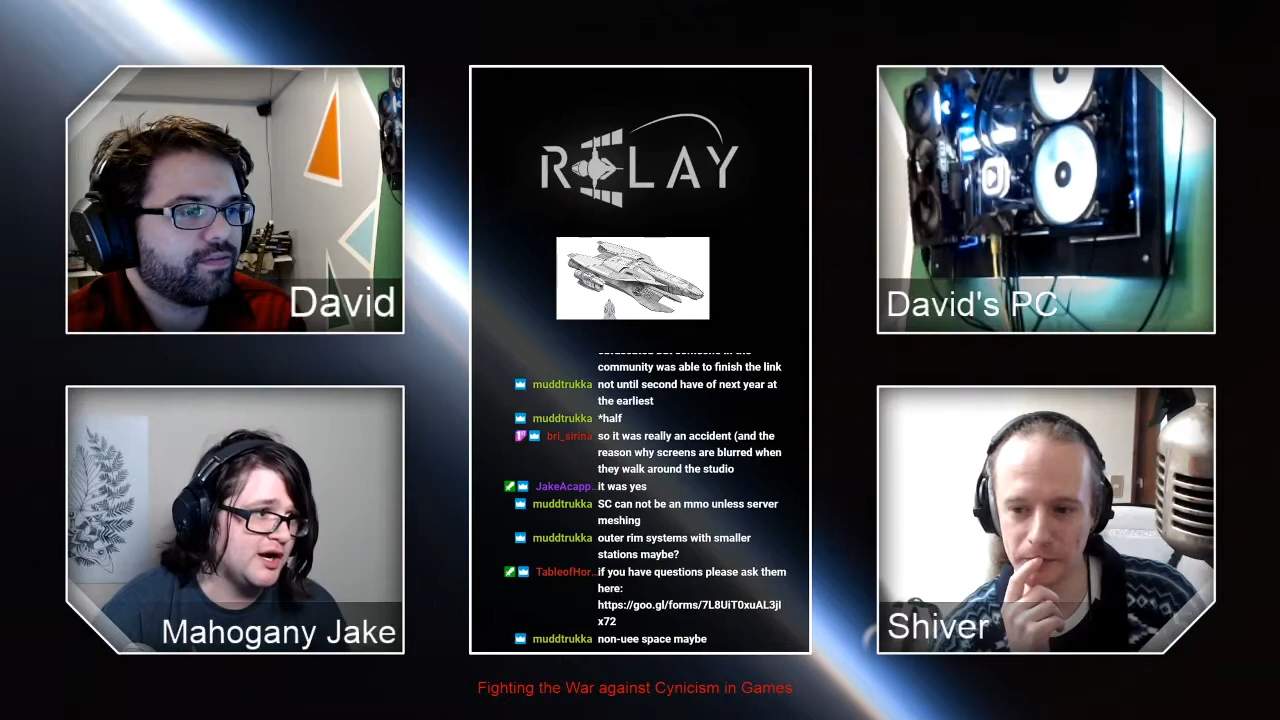 RELAY
David
David's PC
community was able to finish the link
muddtrukka not until second have of next year at
the earliest
muddtrukka *half
bri_sirina so it was really an accident (and the
reason why screens are blurred when
they walk around the studio
JakeAcapp.. it was yes
muddtrukka SC can not be an mmo unless server
meshing
muddtrukka outer rim systems with smaller
stations maybe?
TableofHor.. if you have questions please ask them
here:
https://goo.gl/forms/7L8UiT0xuAL3jI
x72
muddtrukka non-uee space maybe
Mahogany Jake
Shiver
Fighting the War against Cynicism in Games